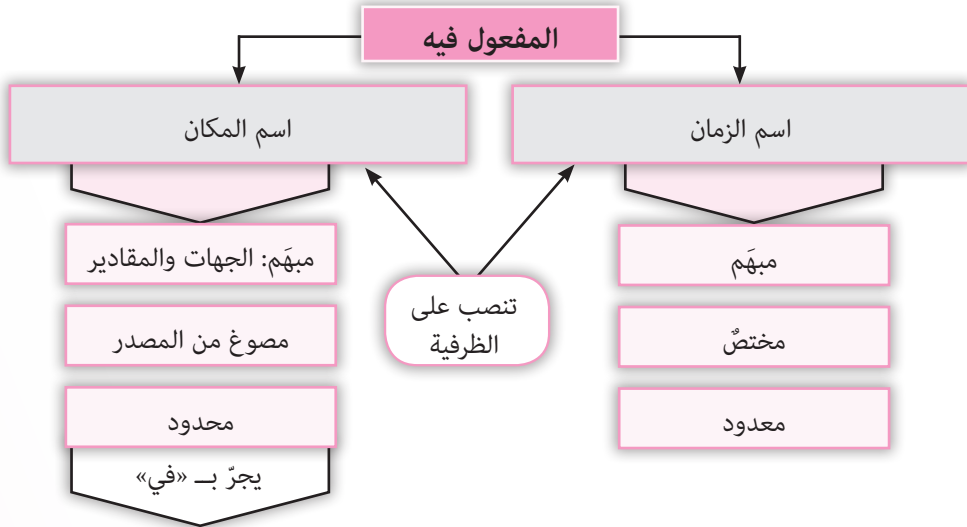 المفعول فيه
اسم الزمان
اسم المكان
مبهَم
مختصٌ
معدود
تنصب على
الظرفية
مبهَم: الجهات والمقادير
مصوغ من المصدر
محدود
يجرّ بــ «في»